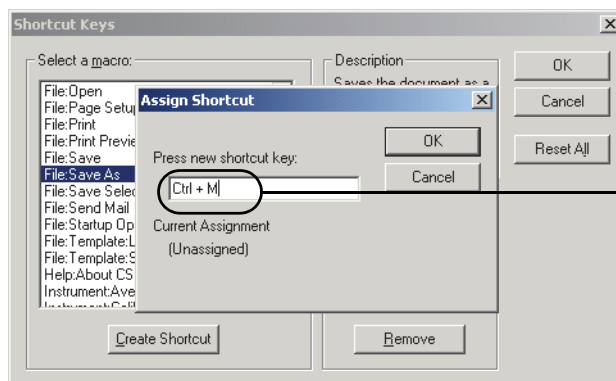 Shortcut Keys
Select a macro:
File:Open
File:Page Setu
File:Print
File:Print Previe
File:Save
File:Save As
File:Save Selec
File:Send Mail
File:Startup Op
File:Template:L
File:Template:S
Help:About CS
Instrument:Ave
Create Shortcut
Description
Saves the document as a
Remove
OK
Cancel
Reset All
Assign Shortcut
Press new shortcut key:
Ctrl + M
Current Assignment
(Unassigned)
OK
Cancel